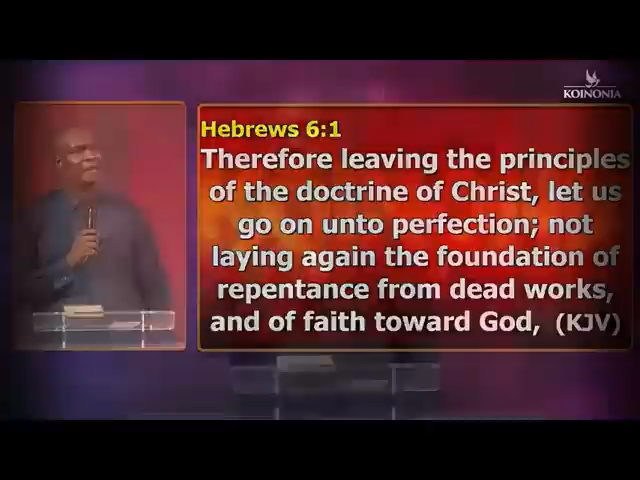 KOINONIA
Hebrews 6:1
Therefore leaving the principles
of the doctrine of Christ, let us
go on unto perfection; not
laying again the foundation of
repentance from dead works,
and of faith toward God, (KJV)